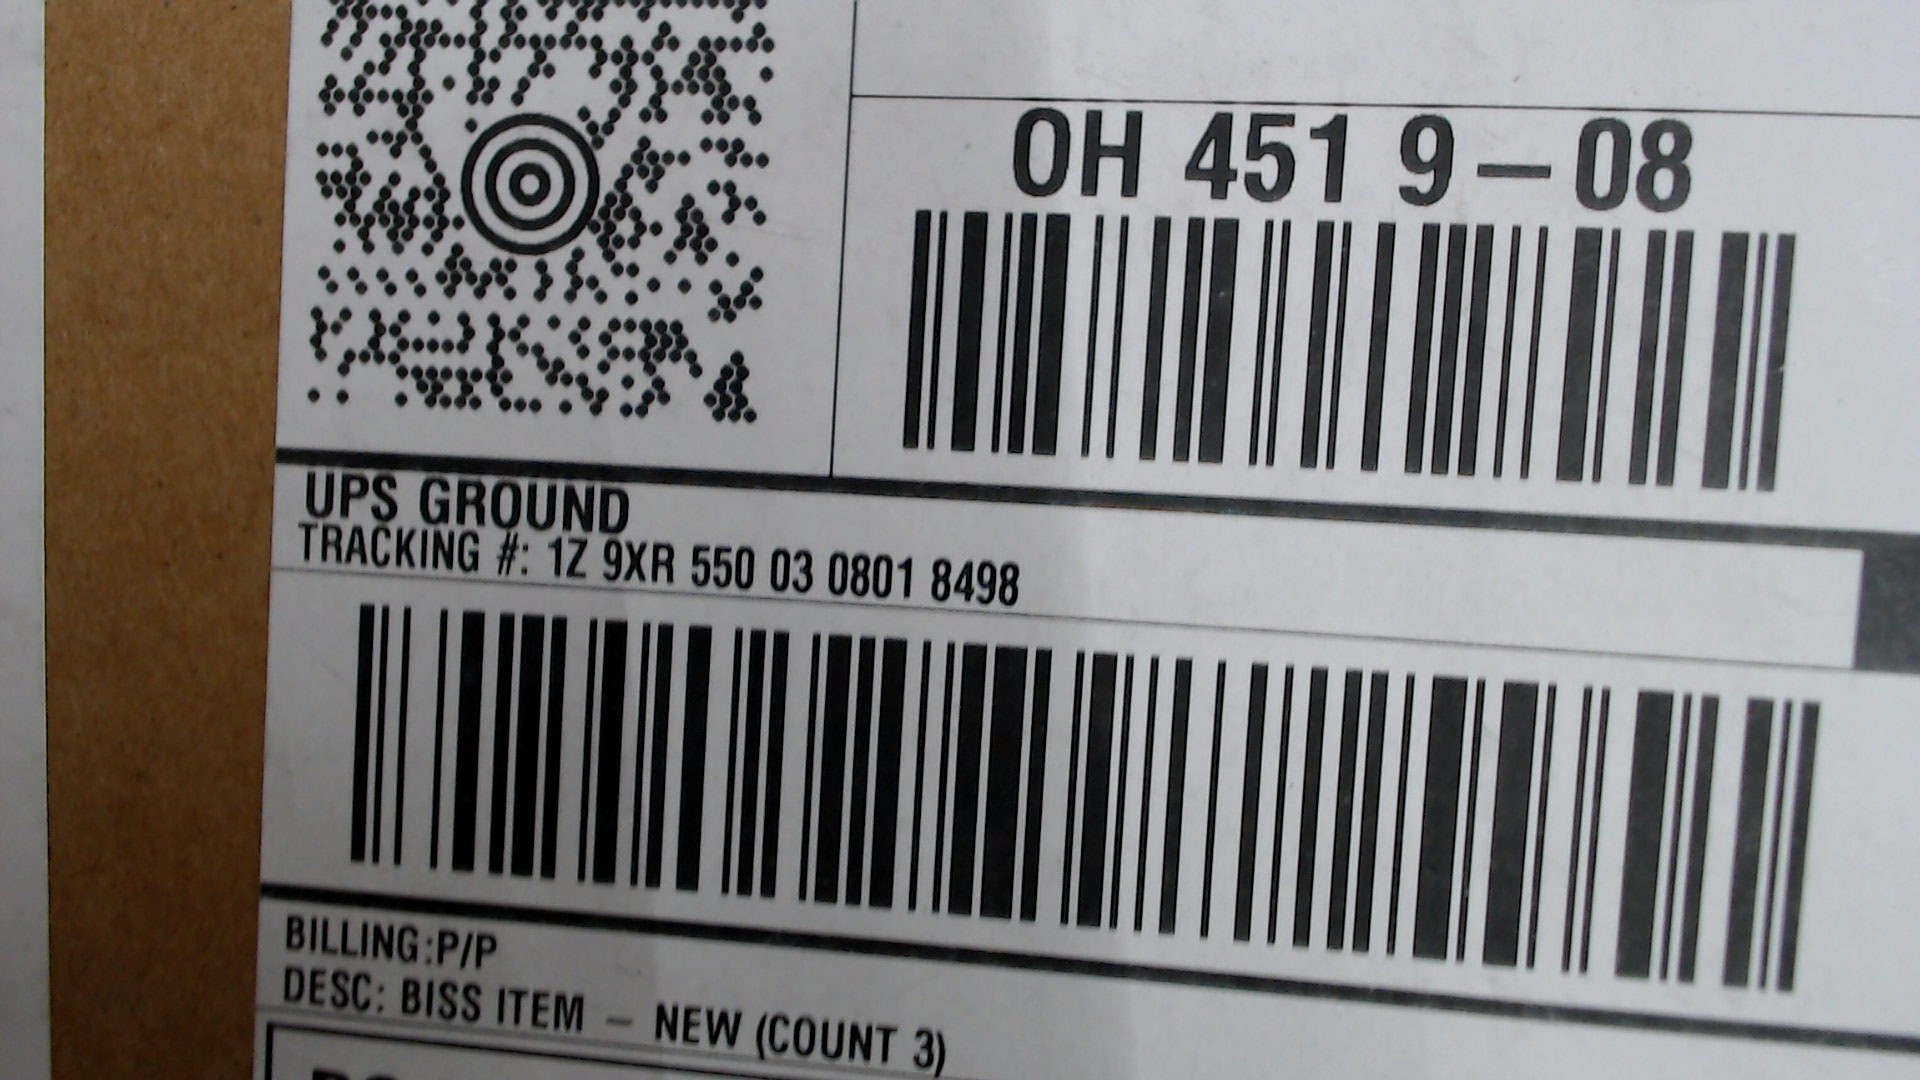 OH 451 9-08
UPS GROUND
TRACKING #: 1Z 9XR 550 03 0801 8498
BILLING:P/P
DESC: BISS ITEM - NEW (COUNT 3)